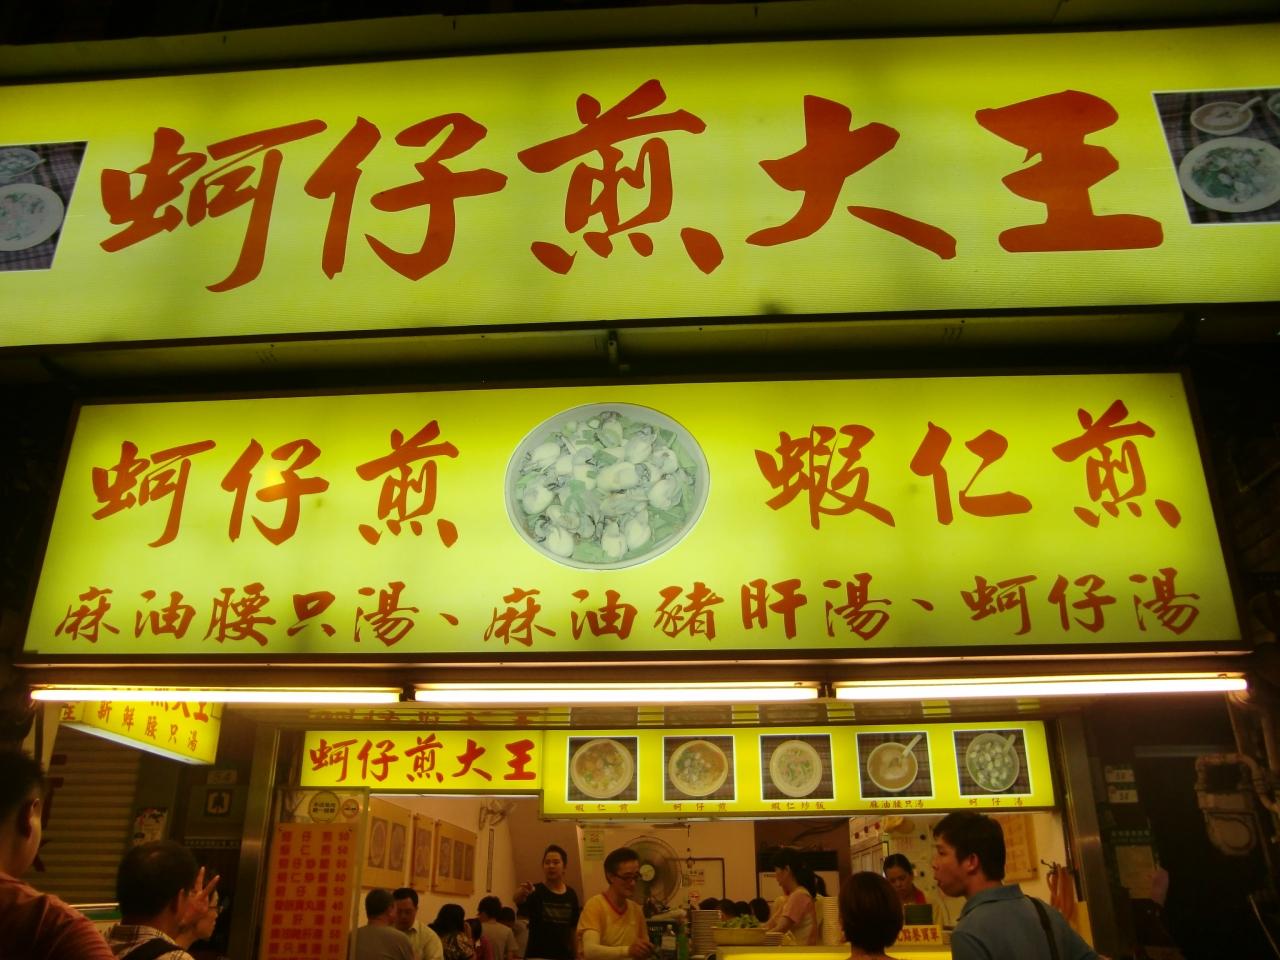 蚵仔煎大王
蚵仔煎 蝦仁煎
麻油腰只湯、麻油豬肝湯、蚵仔湯
新鮮腰只湯
蚵仔煎大王
蝦仁煎 蚵仔煎 蝦仁炒飯 麻油腰只湯 蚵仔湯